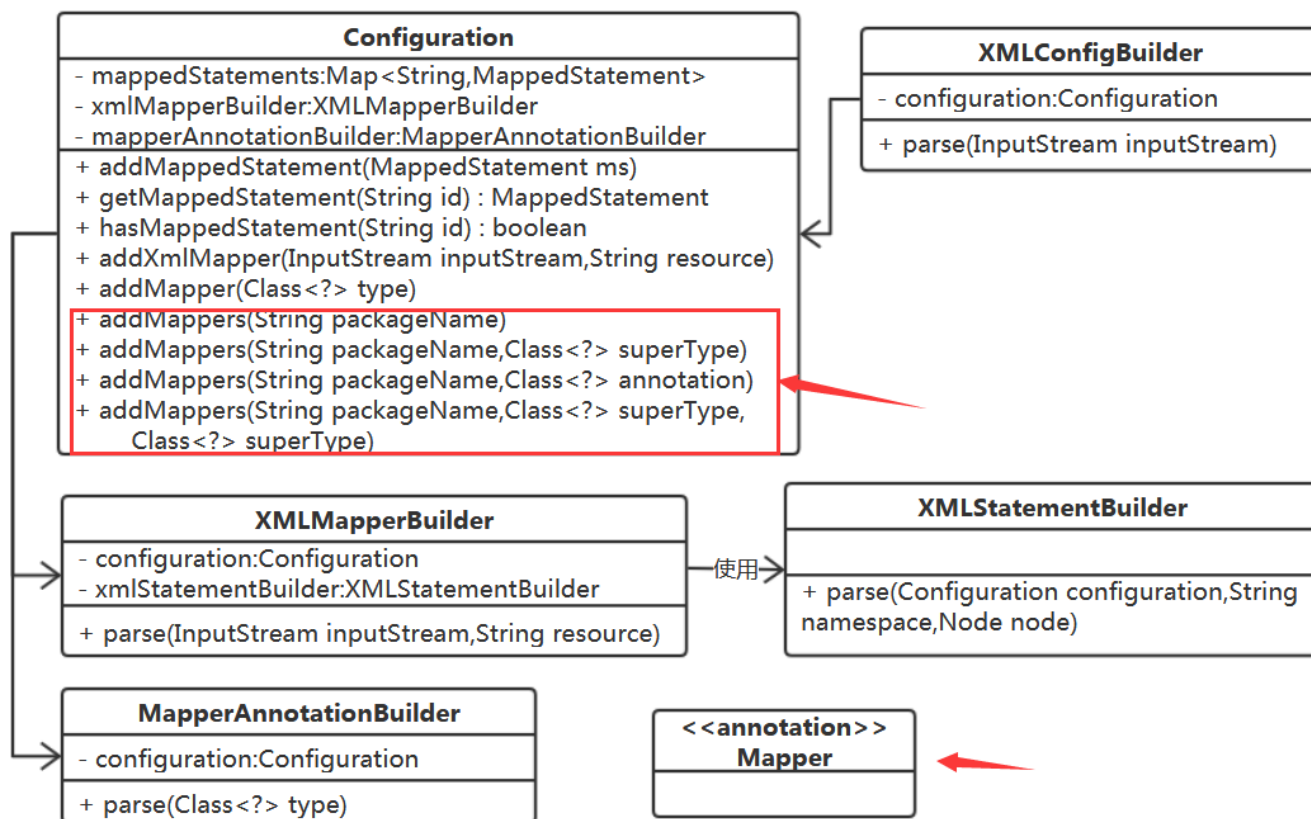 Configuration
- mappedStatements:Map<String,MappedStatement>
- xmlMapperBuilder:XMLMapperBuilder
- mapperAnnotationBuilder:MapperAnnotationBuilder
+ addMappedStatement(MappedStatement ms)
+ getMappedStatement(String id) : MappedStatement
+ hasMappedStatement(String id) : boolean
+ addXmlMapper(InputStream inputStream,String resource)
+ addMapper(Class<?> type)
+ addMappers(String packageName)
+ addMappers(String packageName,Class<?> superType)
+ addMappers(String packageName,Class<?> annotation)
+ addMappers(String packageName,Class<?> superType,
Class<?> superType)
XMLConfigBuilder
- configuration:Configuration
+ parse(InputStream inputStream)
XMLMapperBuilder
- configuration:Configuration
- xmlStatementBuilder:XMLStatementBuilder
+ parse(InputStream inputStream,String resource)
使用
XMLStatementBuilder
+ parse(Configuration configuration,String
namespace,Node node)
MapperAnnotationBuilder
- configuration:Configuration
+ parse(Class<?> type)
<<annotation>>
Mapper